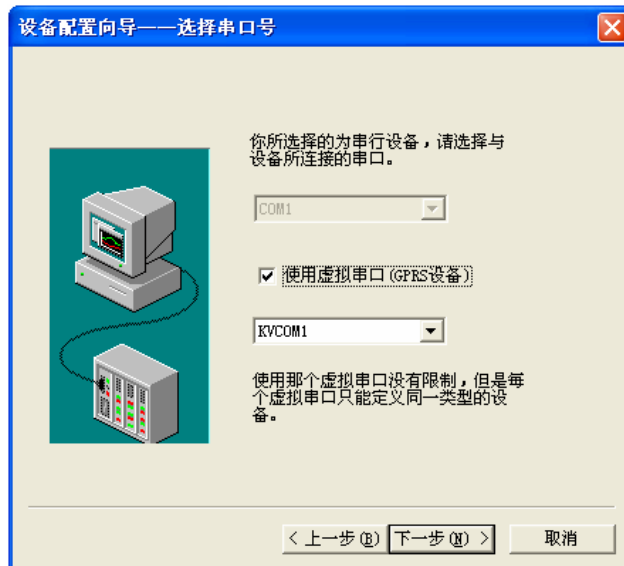 设备配置向导——选择串口号
你所选择的为串行设备，请选择与
设备所连接的串口。
COM1
使用虚拟串口(GPRS设备)
KVCOM1
使用那个虚拟串口没有限制，但是每
个虚拟串口只能定义同一类型的设
备。
< 上一步(B) 下一步(N) > 取消